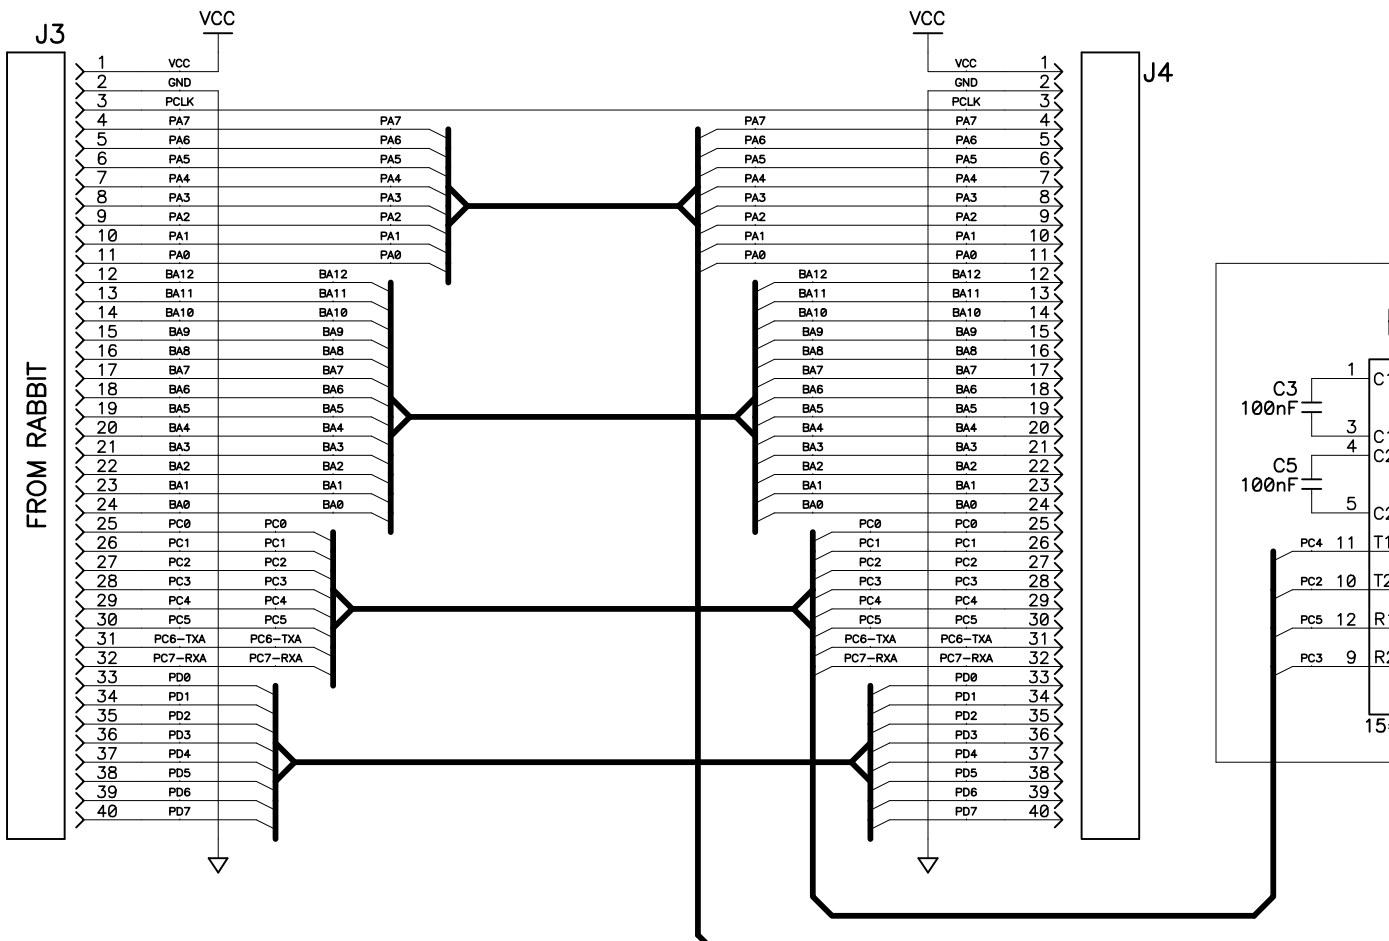 VCC VCC
J3 J4
FROM RABBIT
1 VCC VCC 1
2 GND GND 2
3 PCLK PCLK 3
4 PA7 PA7 PA7 PA7 4
5 PA6 PA6 PA6 PA6 5
6 PA5 PA5 PA5 PA5 6
7 PA4 PA4 PA4 PA4 7
8 PA3 PA3 PA3 PA3 8
9 PA2 PA2 PA2 PA2 9
10 PA1 PA1 PA1 PA1 10
11 PA0 PA0 PA0 PA0 11
12 BA12 BA12 BA12 BA12 12
13 BA11 BA11 BA11 BA11 13
14 BA10 BA10 BA10 BA10 14
15 BA9 BA9 BA9 BA9 15
16 BA8 BA8 BA8 BA8 16
17 BA7 BA7 BA7 BA7 17
18 BA6 BA6 BA6 BA6 18
19 BA5 BA5 BA5 BA5 19
20 BA4 BA4 BA4 BA4 20
21 BA3 BA3 BA3 BA3 21
22 BA2 BA2 BA2 BA2 22
23 BA1 BA1 BA1 BA1 23
24 BA0 BA0 BA0 BA0 24
25 PC0 PC0 PC0 PC0 25
26 PC1 PC1 PC1 PC1 26
27 PC2 PC2 PC2 PC2 27
28 PC3 PC3 PC3 PC3 28
29 PC4 PC4 PC4 PC4 29
30 PC5 PC5 PC5 PC5 30
31 PC6-TXA PC6-TXA PC6-TXA PC6-TXA 31
32 PC7-RXA PC7-RXA PC7-RXA PC7-RXA 32
33 PD0 PD0 33
34 PD1 PD1 34
35 PD2 PD2 35
36 PD3 PD3 36
37 PD4 PD4 37
38 PD5 PD5 38
39 PD6 PD6 39
40 PD7 PD7 40
1 C1
C3
100nF
3 C1
4 C2
C5
100nF
5 C2
PC4 11 T1
PC2 10 T2
PC5 12 R1
PC3 9 R2
15